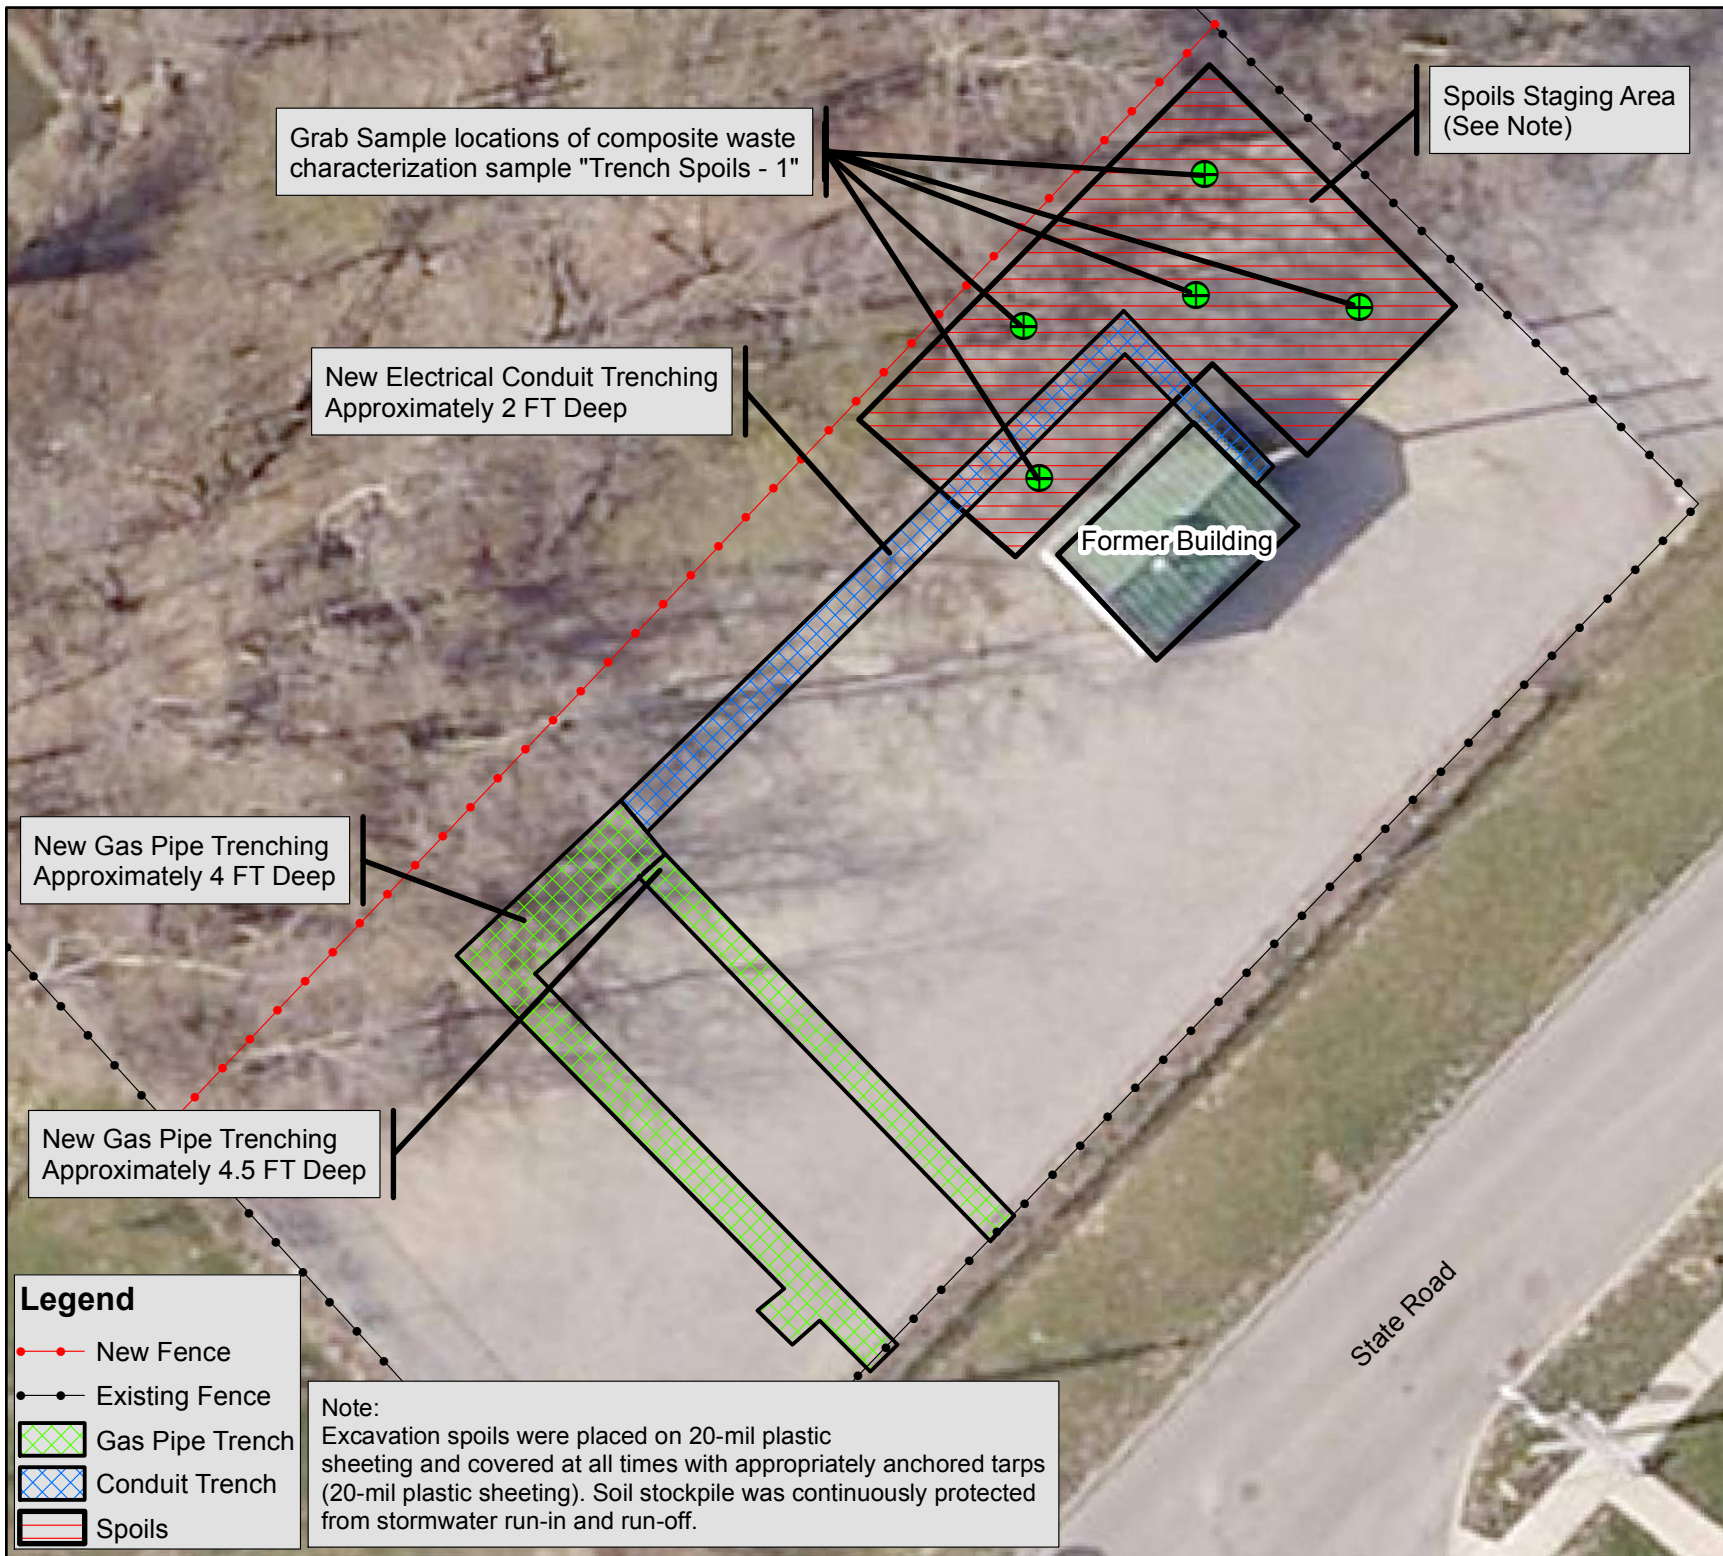 Spoils Staging Area
(See Note)
Grab Sample locations of composite waste
characterization sample "Trench Spoils - 1"
New Electrical Conduit Trenching
Approximately 2 FT Deep
Former Building
New Gas Pipe Trenching
Approximately 4 FT Deep
New Gas Pipe Trenching
Approximately 4.5 FT Deep
State Road
Legend
New Fence
Existing Fence
Gas Pipe Trench
Conduit Trench
Spoils
Note:
Excavation spoils were placed on 20-mil plastic
sheeting and covered at all times with appropriately anchored tarps
(20-mil plastic sheeting). Soil stockpile was continuously protected
from stormwater run-in and run-off.